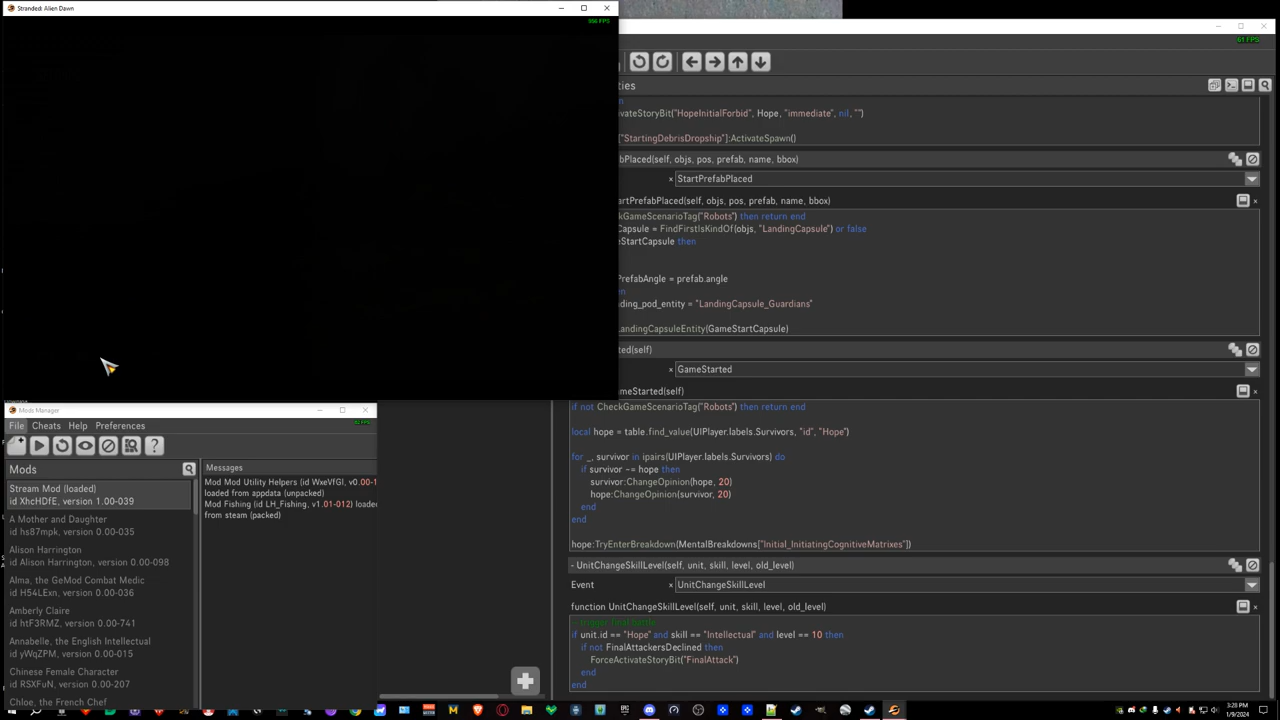 Stranded: Alien Dawn
956 FPS
61 FPS
ties
vateStoryBit("HopeInitialForbid", Hope, "immediate", nil, "")
["StartingDebrisDropship"]:ActivateSpawn()
bPlaced(self, objs, pos, prefab, name, bbox)
× StartPrefabPlaced
artPrefabPlaced(self, objs, pos, prefab, name, bbox)
kGameScenarioTag("Robots") then return end
Capsule = FindFirstIsKindOf(objs, "LandingCapsule") or false
eStartCapsule then
PrefabAngle = prefab.angle
ding_pod_entity = "LandingCapsule_Guardians"
LandingCapsuleEntity(GameStartCapsule)
ted(self)
× GameStarted
ameStarted(self)
if not CheckGameScenarioTag("Robots") then return end
local hope = table.find_value(UIPlayer.labels.Survivors, "id", "Hope")
for _, survivor in ipairs(UIPlayer.labels.Survivors) do
if survivor ~= hope then
survivor:ChangeOpinion(hope, 20)
hope:ChangeOpinion(survivor, 20)
end
end
hope:TryEnterBreakdown(MentalBreakdowns["Initial_InitiatingCognitiveMatrixes"])
- UnitChangeSkillLevel(self, unit, skill, level, old_level)
Event × UnitChangeSkillLevel
function UnitChangeSkillLevel(self, unit, skill, level, old_level)
-- trigger final battle
if unit.id == "Hope" and skill == "Intellectual" and level == 10 then
if not FinalAttackersDeclined then
ForceActivateStoryBit("FinalAttack")
end
end
Mods Manager
File Cheats Help Preferences
Mods
Stream Mod (loaded)
id XhcHDfE, version 1.00-039
A Mother and Daughter
id hs87mpk, version 0.00-035
Alison Harrington
id Alison Harrington, version 0.00-098
Alma, the GeMod Combat Medic
id H54LExn, version 0.00-036
Amberly Claire
id htF3RMZ, version 0.00-741
Annabelle, the English Intellectual
id yWqZPM, version 0.00-015
Chinese Female Character
id RSXFuN, version 0.00-207
Chloe, the French Chef
Messages
Mod Mod Utility Helpers (id WxeVfGl, v0.00-1
loaded from appdata (unpacked)
Mod Fishing (id LH_Fishing, v1.01-012) loade
from steam (packed)
3:28 PM
1/9/2024